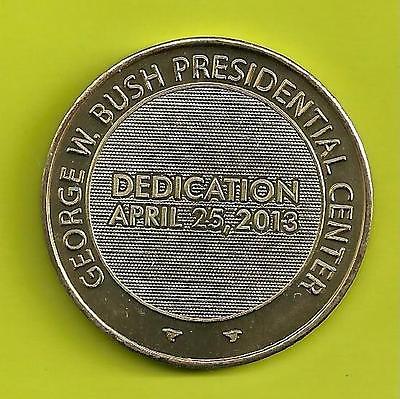 GEORGE W. BUSH PRESIDENTIAL CENTER
DEDICATION
APRIL 25, 2013